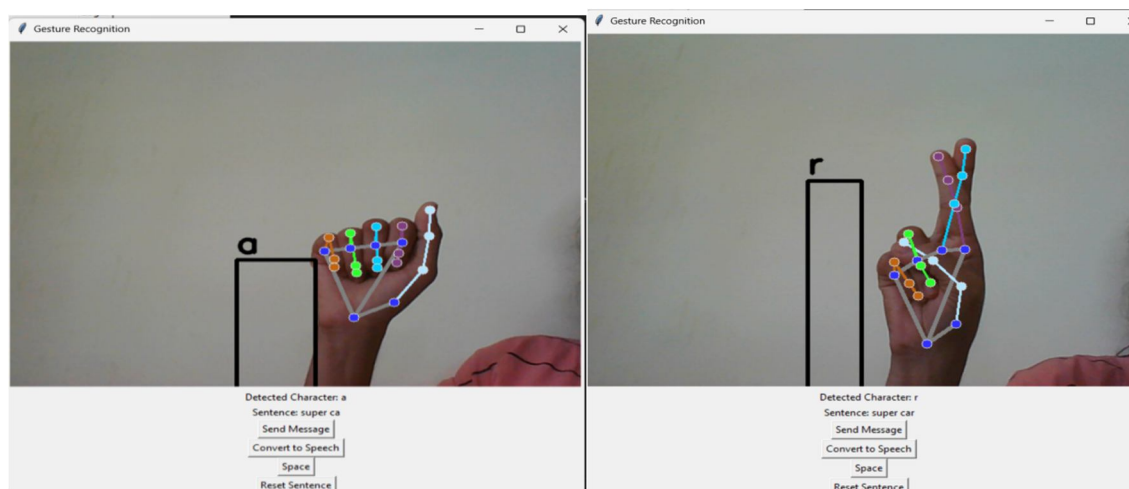 Gesture Recognition
a
Detected Character: a
Sentence: super ca
Send Message
Convert to Speech
Space
Reset Sentence
Gesture Recognition
r
Detected Character: r
Sentence: super car
Send Message
Convert to Speech
Space
Reset Sentence